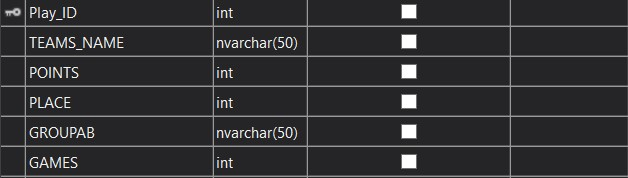 Play_ID int
TEAMS_NAME nvarchar(50)
POINTS int
PLACE int
GROUPAB nvarchar(50)
GAMES int